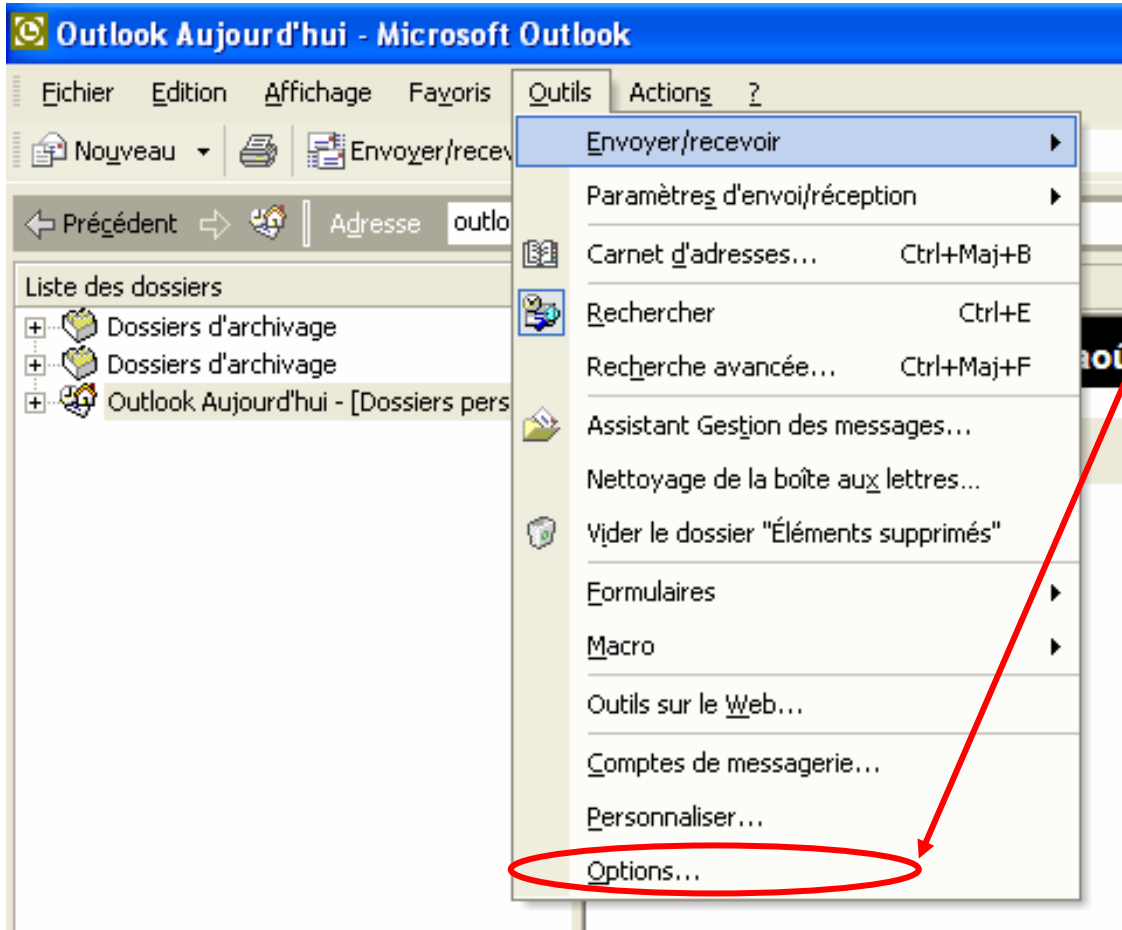 Outlook Aujourd'hui - Microsoft Outlook
Fichier Edition Affichage Favoris Outils Actions ?
Nouveau Envoyer/recev
Précédent Adresse outlo
Liste des dossiers
Dossiers d'archivage
Dossiers d'archivage
Outlook Aujourd'hui - [Dossiers pers
Envoyer/recevoir
Paramètres d'envoi/réception
Carnet d'adresses... Ctrl+Maj+B
Rechercher Ctrl+E
Recherche avancée... Ctrl+Maj+F
Assistant Gestion des messages...
Nettoyage de la boîte aux lettres...
Vider le dossier "Éléments supprimés"
Formulaires
Macro
Outils sur le Web...
Comptes de messagerie...
Personnaliser...
Options...